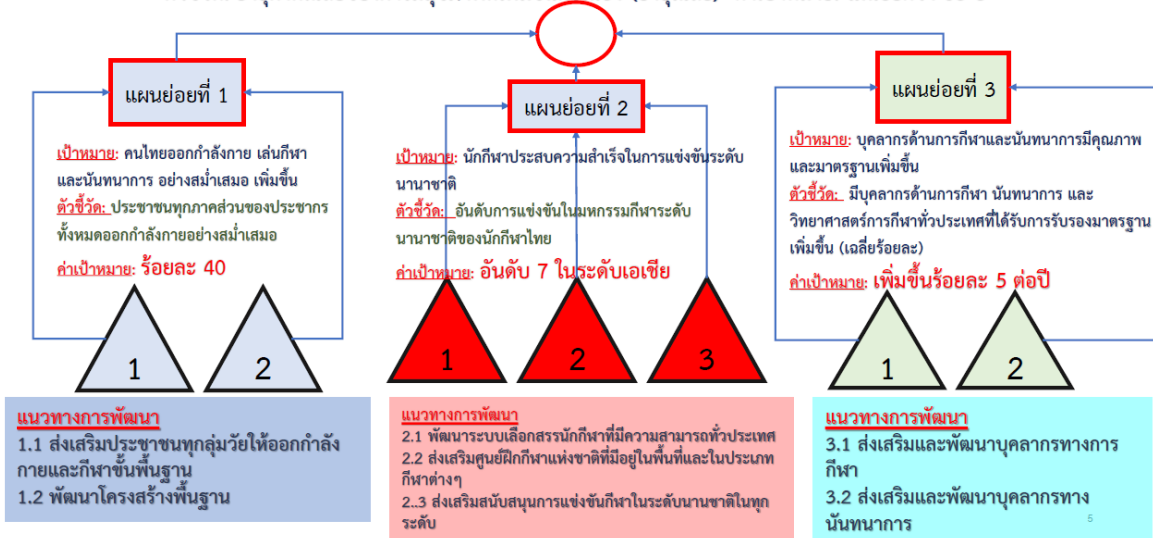 แผนย่อยที่ 1
เป้าหมาย: คนไทยออกกำลังกาย เล่นกีฬา
และนันทนาการ อย่างสม่ำเสมอ เพิ่มขึ้น
ตัวชี้วัด: ประชาชนทุกภาคส่วนของประชากร
ทั้งหมดออกกำลังกายอย่างสม่ำเสมอ
ค่าเป้าหมาย: ร้อยละ 40
1
2
แนวทางการพัฒนา
1.1 ส่งเสริมประชาชนทุกกลุ่มวัยให้ออกกำลัง
กายและกีฬาขั้นพื้นฐาน
1.2 พัฒนาโครงสร้างพื้นฐาน
แผนย่อยที่ 2
เป้าหมาย: นักกีฬาประสบความสำเร็จในการแข่งขันระดับ
นานาชาติ
ตัวชี้วัด: อันดับการแข่งขันในมหกรรมกีฬาระดับ
นานาชาติของนักกีฬาไทย
ค่าเป้าหมาย: อันดับ 7 ในระดับเอเชีย
1
2
3
แนวทางการพัฒนา
2.1 พัฒนาระบบเลือกสรรนักกีฬาที่มีความสามารถทั่วประเทศ
2.2 ส่งเสริมศูนย์ฝึกกีฬาแห่งชาติที่มีอยู่ในพื้นที่และในประเภท
กีฬาต่างๆ
2..3 ส่งเสริมสนับสนุนการแข่งขันกีฬาในระดับนานชาติในทุก
ระดับ
แผนย่อยที่ 3
เป้าหมาย: บุคลากรด้านการกีฬาและนันทนาการมีคุณภาพ
และมาตรฐานเพิ่มขึ้น
ตัวชี้วัด: มีบุคลากรด้านการกีฬา นันทนาการ และ
วิทยาศาสตร์การกีฬาทั่วประเทศที่ได้รับการรับรองมาตรฐาน
เพิ่มขึ้น (เฉลี่ยร้อยละ)
ค่าเป้าหมาย: เพิ่มขึ้นร้อยละ 5 ต่อปี
1
2
แนวทางการพัฒนา
3.1 ส่งเสริมและพัฒนาบุคลากรทางการ
กีฬา
3.2 ส่งเสริมและพัฒนาบุคลากรทาง
นันทนาการ
5